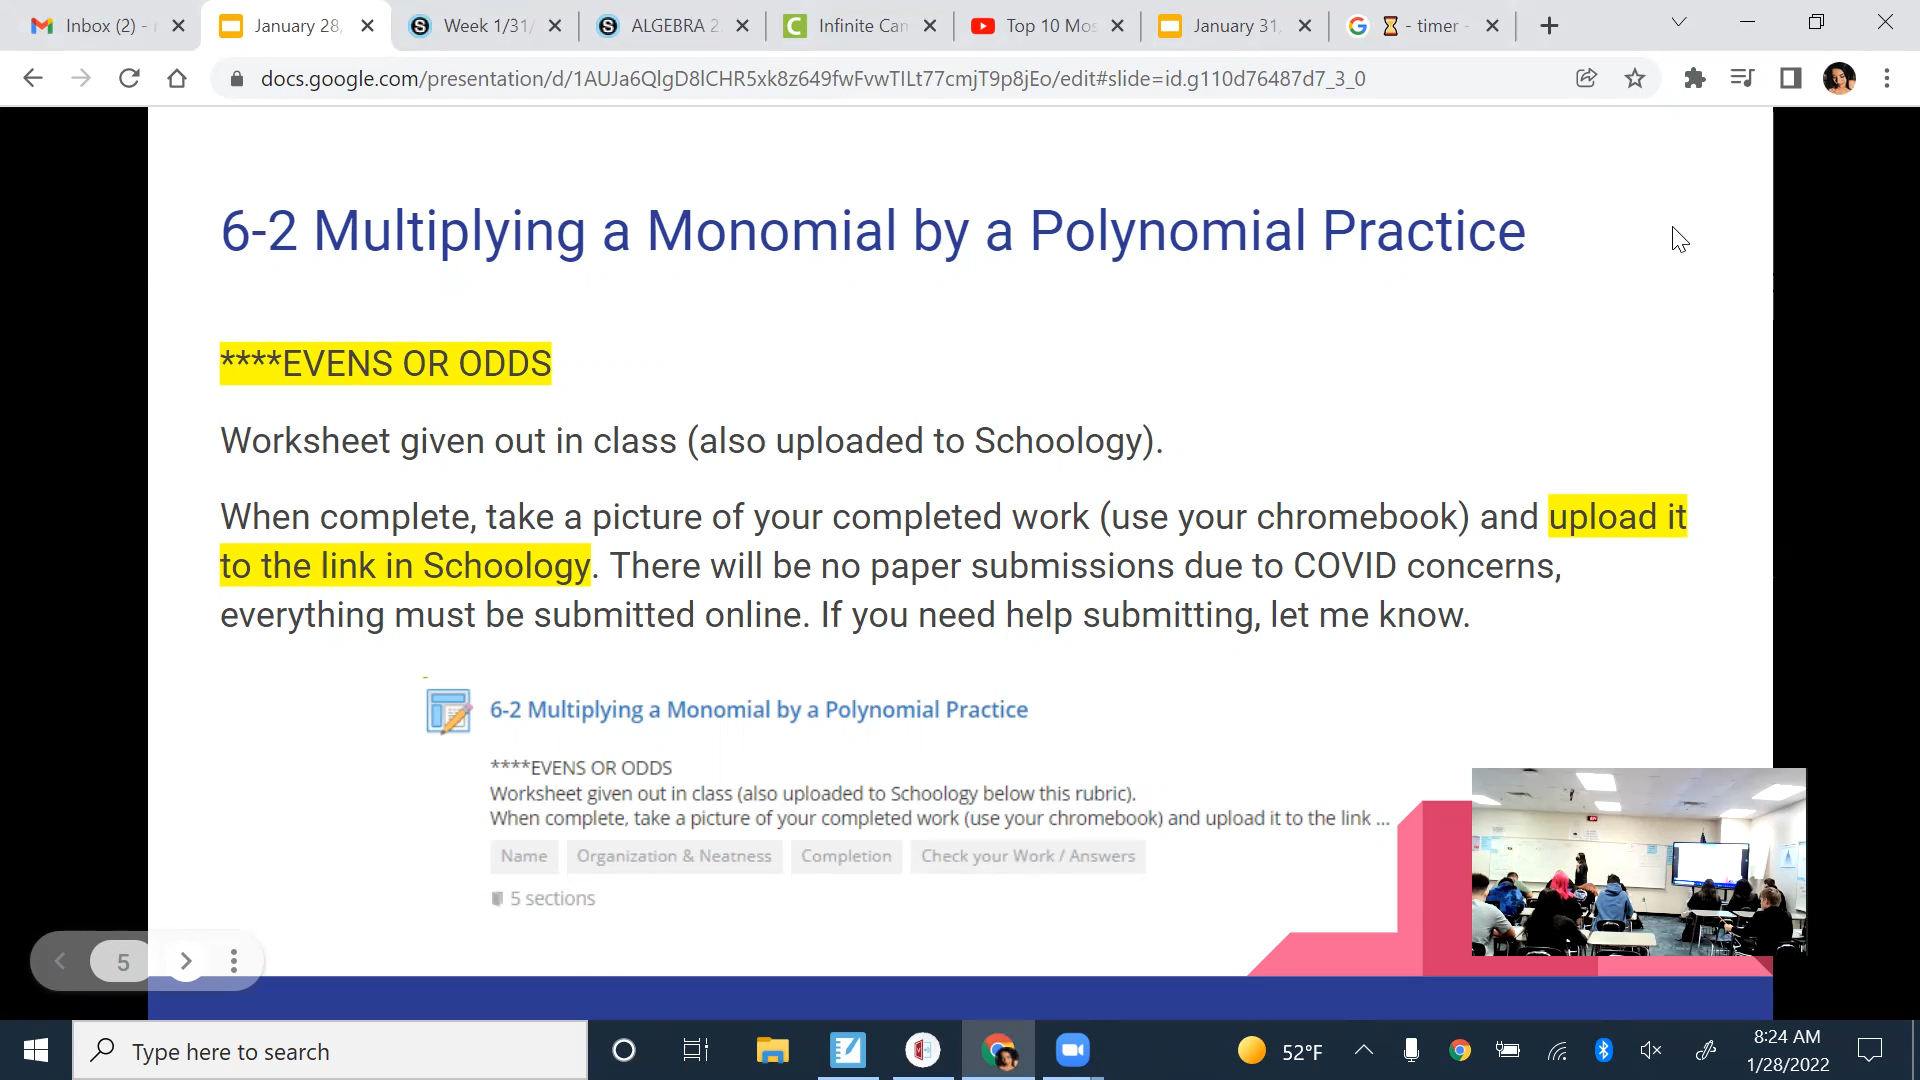 Inbox (2) -
January 28,
Week 1/31/
ALGEBRA 2
Infinite Can
Top 10 Mos
January 31,
- timer -
docs.google.com/presentation/d/1AUJa6QlgD8lCHR5xk8z649fwFvwTILt77cmjT9p8jEo/edit#slide=id.g110d76487d7_3_0
6-2 Multiplying a Monomial by a Polynomial Practice
****EVENS OR ODDS
Worksheet given out in class (also uploaded to Schoology).
When complete, take a picture of your completed work (use your chromebook) and upload it
to the link in Schoology. There will be no paper submissions due to COVID concerns,
everything must be submitted online. If you need help submitting, let me know.
6-2 Multiplying a Monomial by a Polynomial Practice
****EVENS OR ODDS
Worksheet given out in class (also uploaded to Schoology below this rubric).
When complete, take a picture of your completed work (use your chromebook) and upload it to the link ...
Name
Organization & Neatness
Completion
Check your Work / Answers
5 sections
5
Type here to search
52°F
8:24 AM
1/28/2022